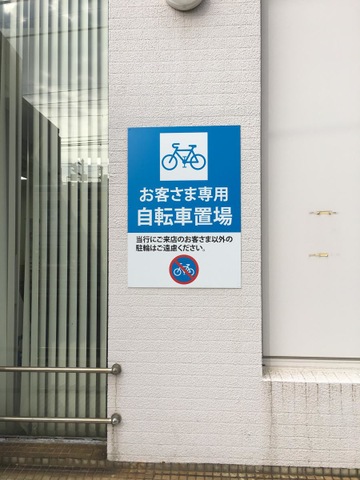 お客さま専用
自転車置場
当行にご来店のお客さま以外の
駐輪はご遠慮ください。